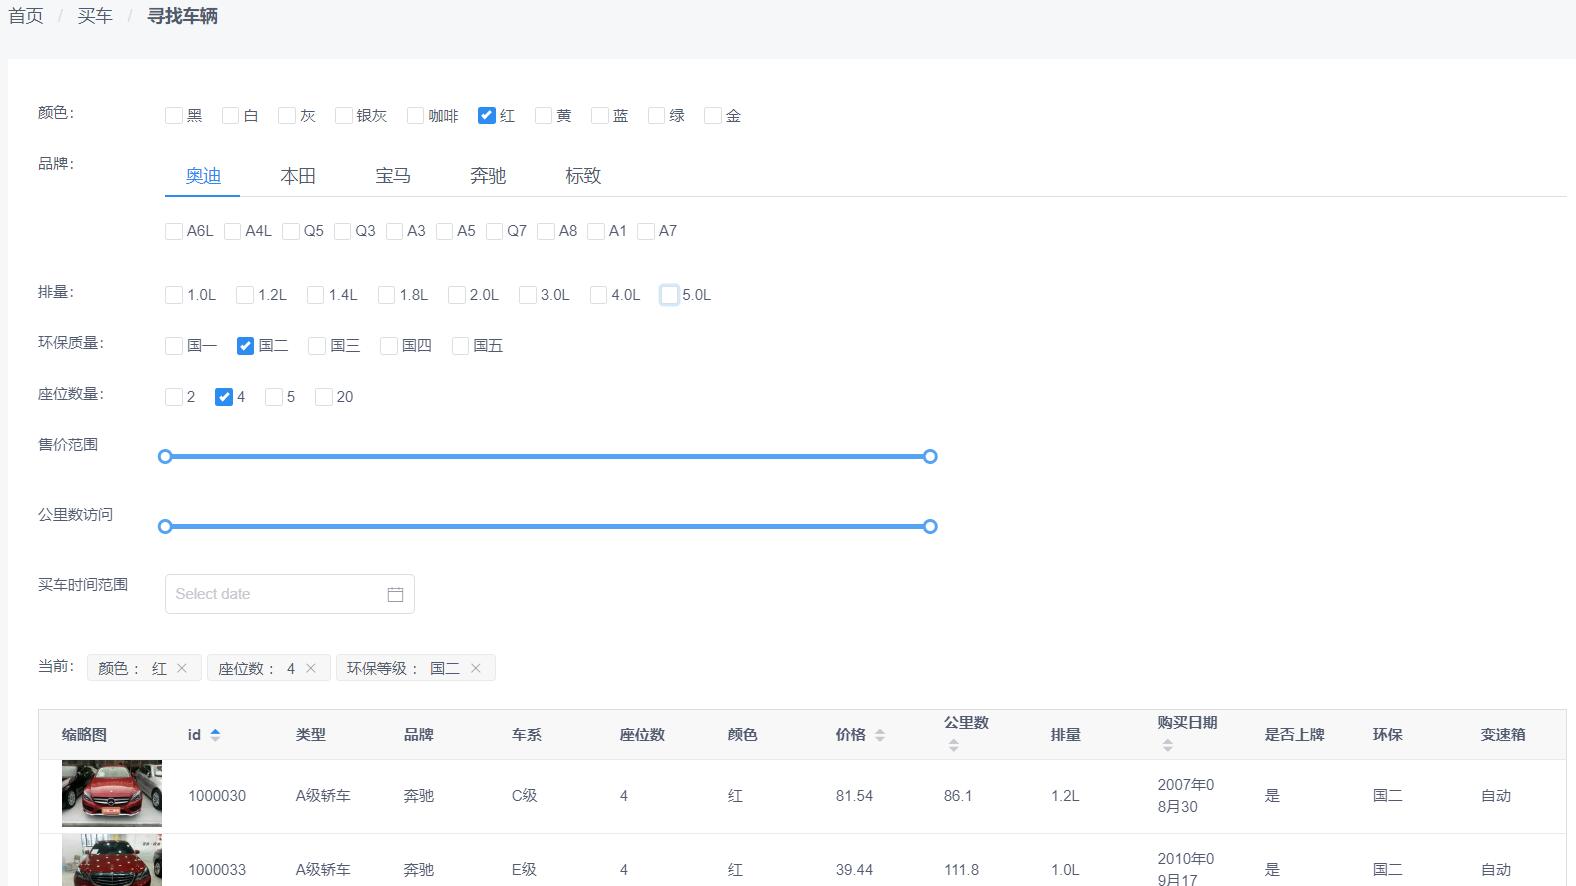 首页 / 买车 / 寻找车辆
颜色: 黑 白 灰 银灰 咖啡 红 黄 蓝 绿 金
品牌: 奥迪 本田 宝马 奔驰 标致
A6L A4L Q5 Q3 A3 A5 Q7 A8 A1 A7
排量: 1.0L 1.2L 1.4L 1.8L 2.0L 3.0L 4.0L 5.0L
环保质量: 国一 国二 国三 国四 国五
座位数量: 2 4 5 20
售价范围
公里数访问
买车时间范围 Select date
当前: 颜色 : 红 × 座位数 : 4 × 环保等级 : 国二 ×
缩略图 id 类型 品牌 车系 座位数 颜色 价格 公里数 排量 购买日期 是否上牌 环保 变速箱
1000030 A级轿车 奔驰 C级 4 红 81.54 86.1 1.2L 2007年0
8月30 是 国二 自动
1000033 A级轿车 奔驰 E级 4 红 39.44 111.8 1.0L 2010年0
9月17 是 国二 自动